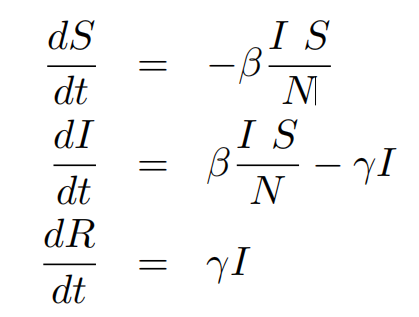 dS/dt = −β I S/N
dI/dt = β I S/N − γI
dR/dt = γI